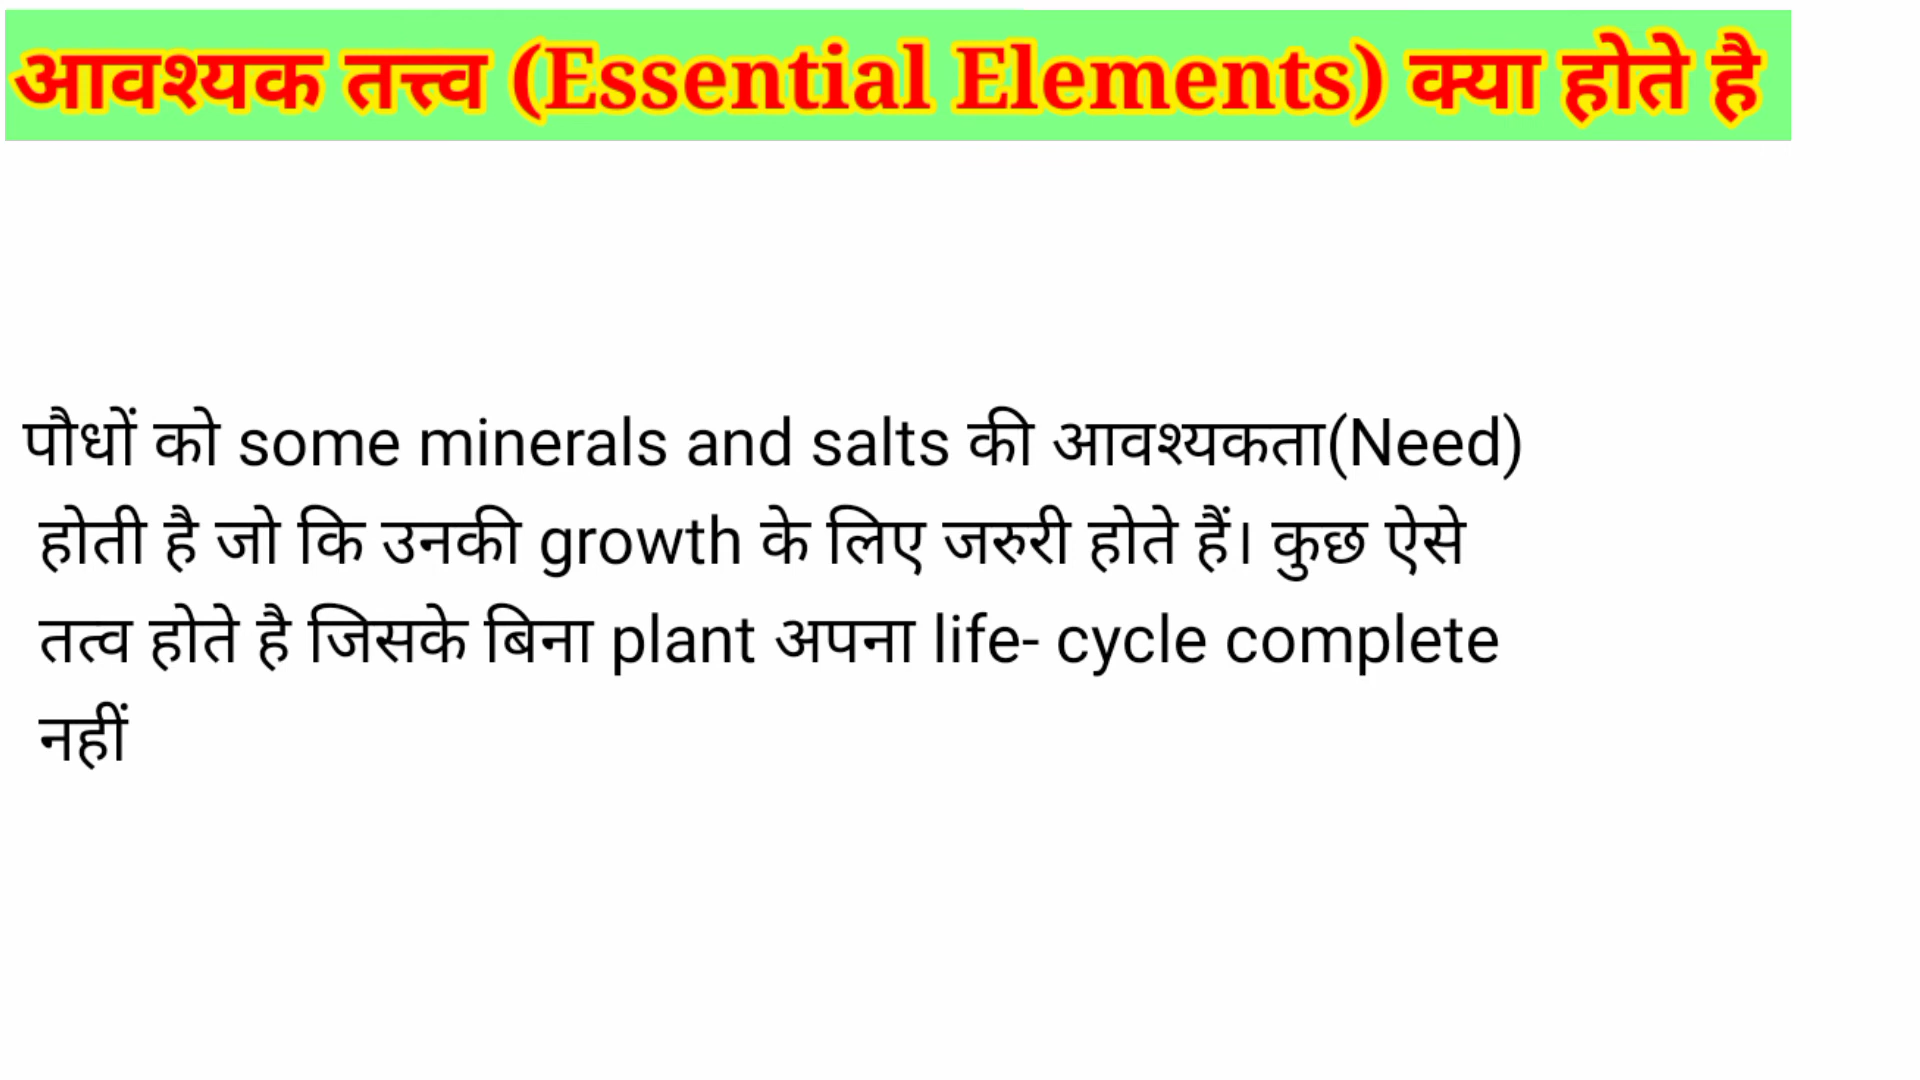 आवश्यक तत्त्व (Essential Elements) क्या होते है
पौधों को some minerals and salts की आवश्यकता(Need)
होती है जो कि उनकी growth के लिए जरुरी होते हैं। कुछ ऐसे
तत्व होते है जिसके बिना plant अपना life- cycle complete
नहीं